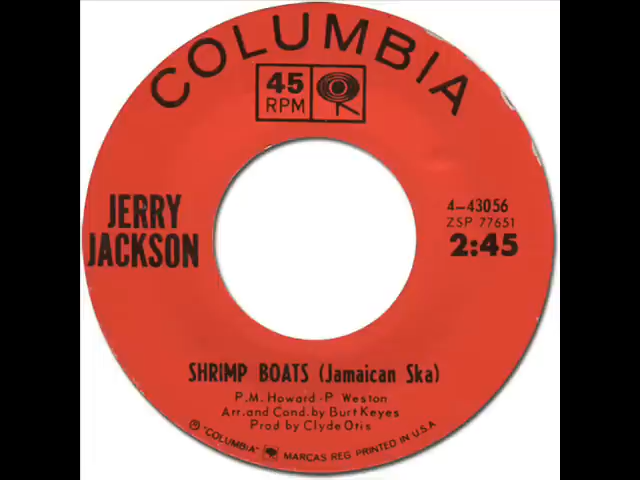 COLUMBIA
45
RPM
JERRY
JACKSON
4-43056
ZSP 77651
2:45
SHRIMP BOATS (Jamaican Ska)
P.M. Howard-P. Weston
Arr. and Cond. by Burt Keyes
Prod by Clyde Otis
℗ "COLUMBIA" MARCAS REG. PRINTED IN U.S.A